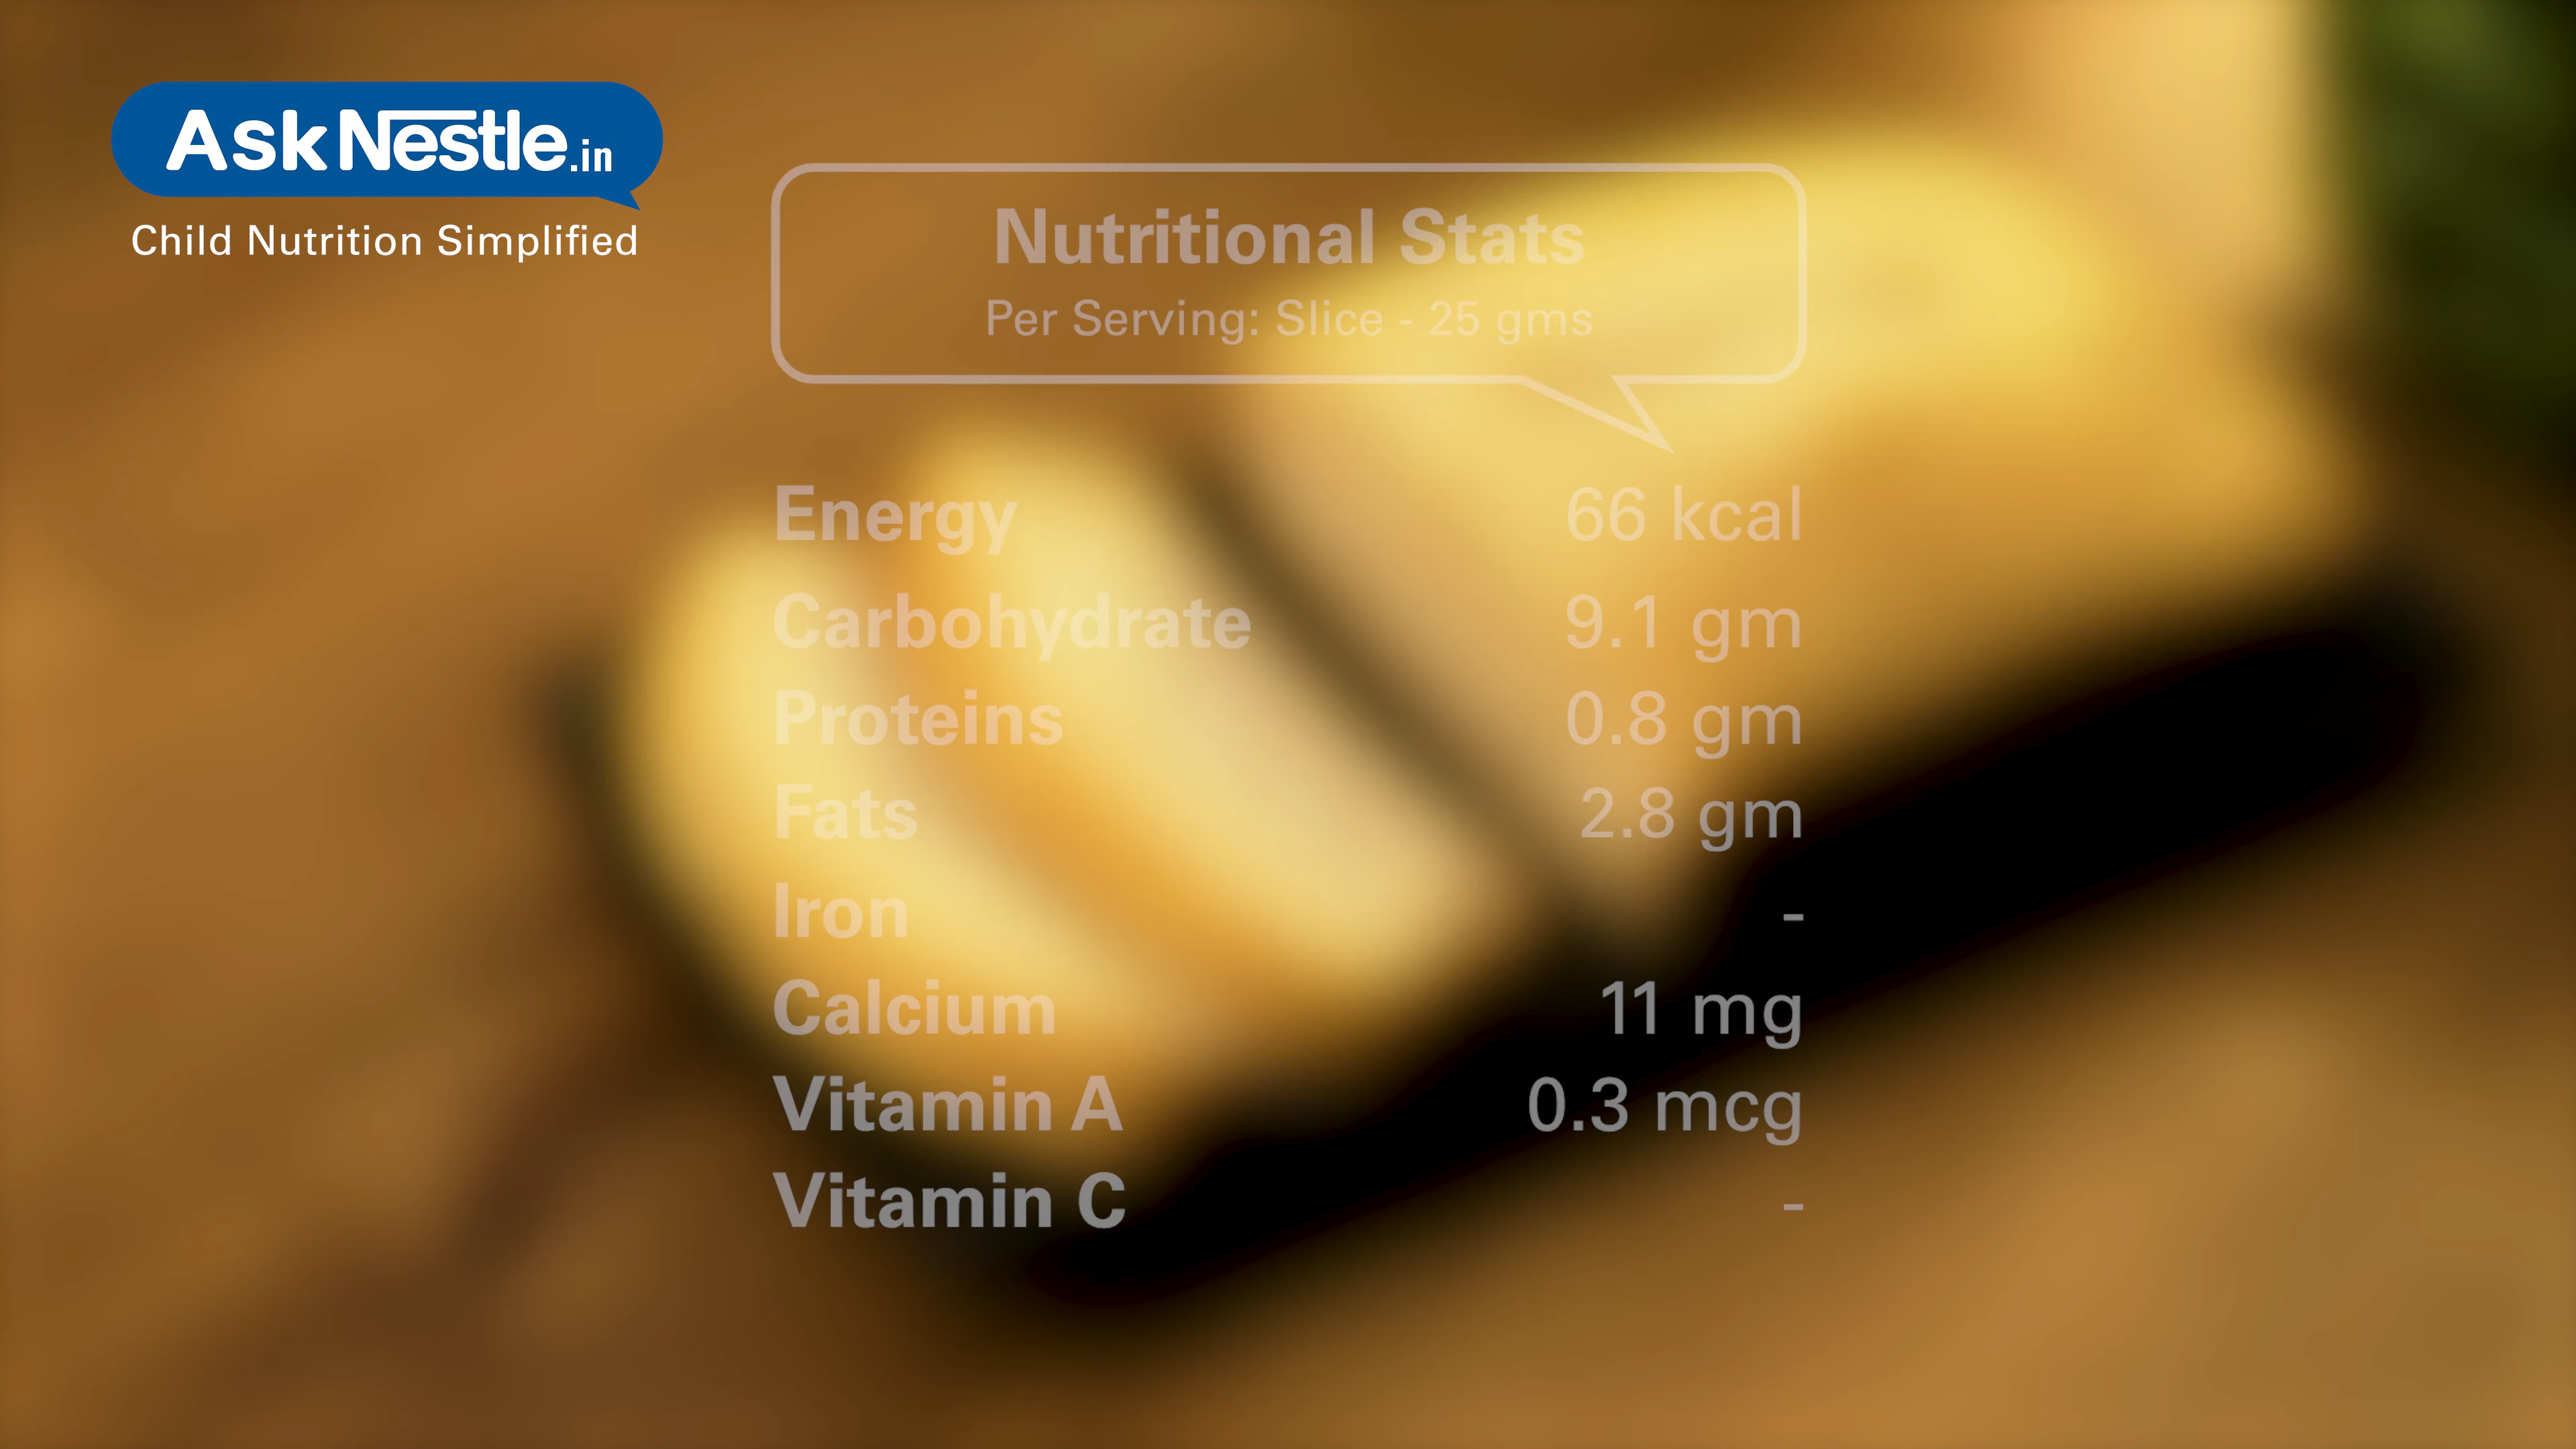 AskNestle.in
Child Nutrition Simplified
Nutritional Stats
Per Serving: Slice - 25 gms
Energy 66 kcal
Carbohydrate 9.1 gm
Proteins 0.8 gm
Fats 2.8 gm
Iron -
Calcium 11 mg
Vitamin A 0.3 mcg
Vitamin C -